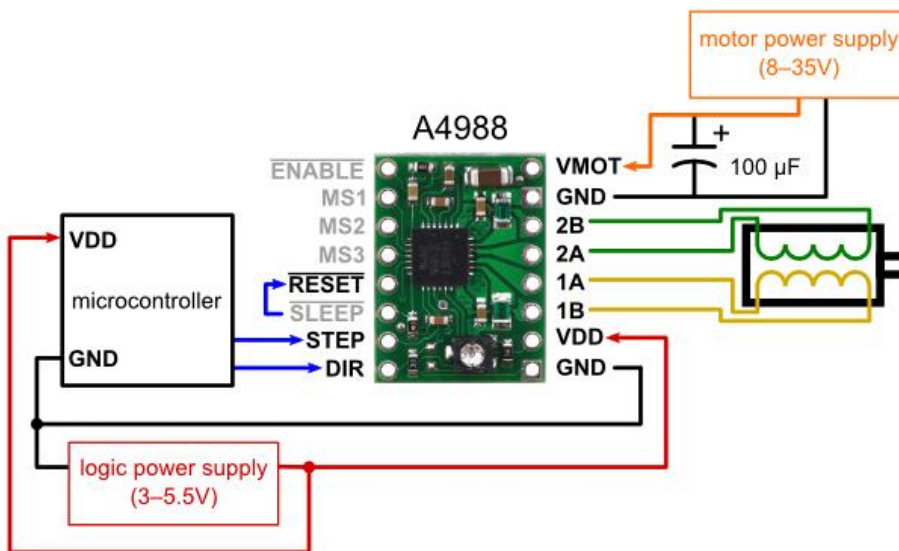 motor power supply
(8–35V)
A4988
+
100 µF
ENABLE
MS1
MS2
MS3
RESET
SLEEP
STEP
DIR
VMOT
GND
2B
2A
1A
1B
VDD
GND
VDD
microcontroller
GND
logic power supply
(3–5.5V)